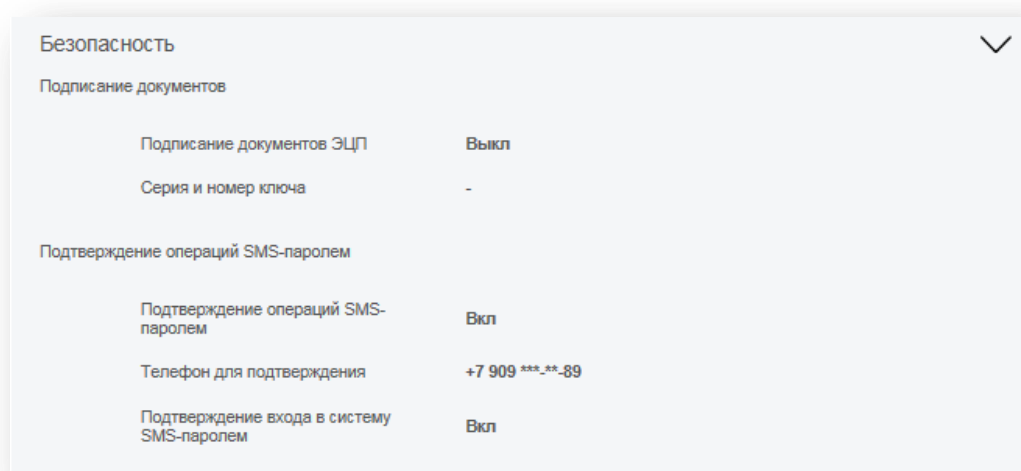 Безопасность
Подписание документов
Подписание документов ЭЦП Выкл
Серия и номер ключа -
Подтверждение операций SMS-паролем
Подтверждение операций SMS-
паролем
Вкл
Телефон для подтверждения +7 909 ***-**-89
Подтверждение входа в систему
SMS-паролем
Вкл